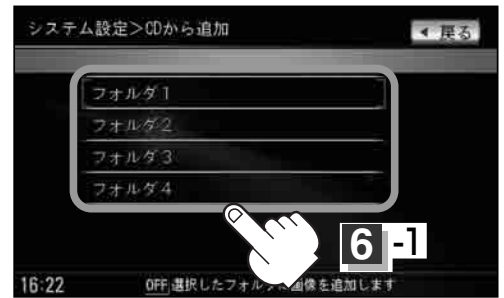 システム設定>CDから追加
戻る
フォルダ1
フォルダ2
フォルダ3
フォルダ4
6-1
16:22
OFF 選択したフォルダに画像を追加します